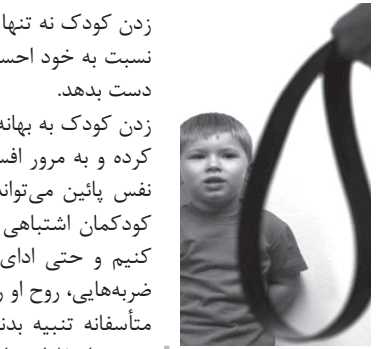 زدن کودک نه تنها
نسبت به خود احس
دست بدهد.
زدن کودک به بهانه
کرده و به مرور افس
نفس پائین می‌تواند
کودکمان اشتباهی
کنیم و حتی ادای
ضربه‌هایی، روح او ر
متأسفانه تنبیه بدن